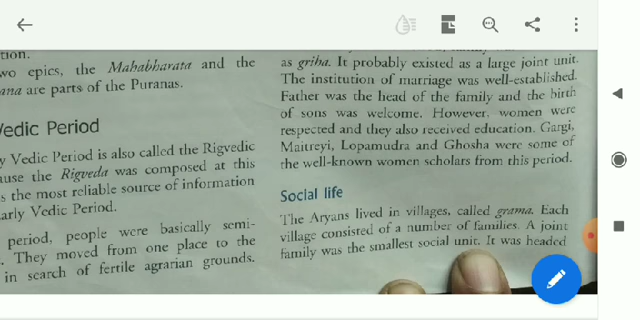 tion.
wo epics, the Mahabharata and the
ana are parts of the Puranas.
Vedic Period
y Vedic Period is also called the Rigvedic
ause the Rigveda was composed at this
s the most reliable source of information
arly Vedic Period.
period, people were basically semi-
. They moved from one place to the
in search of fertile agrarian grounds.
as griha. It probably existed as a large joint unit.
The institution of marriage was well-established.
Father was the head of the family and the birth
of sons was welcome. However, women were
respected and they also received education. Gargi,
Maitreyi, Lopamudra and Ghosha were some of
the well-known women scholars from this period.
Social life
The Aryans lived in villages, called grama. Each
village consisted of a number of families. A joint
family was the smallest social unit. It was headed